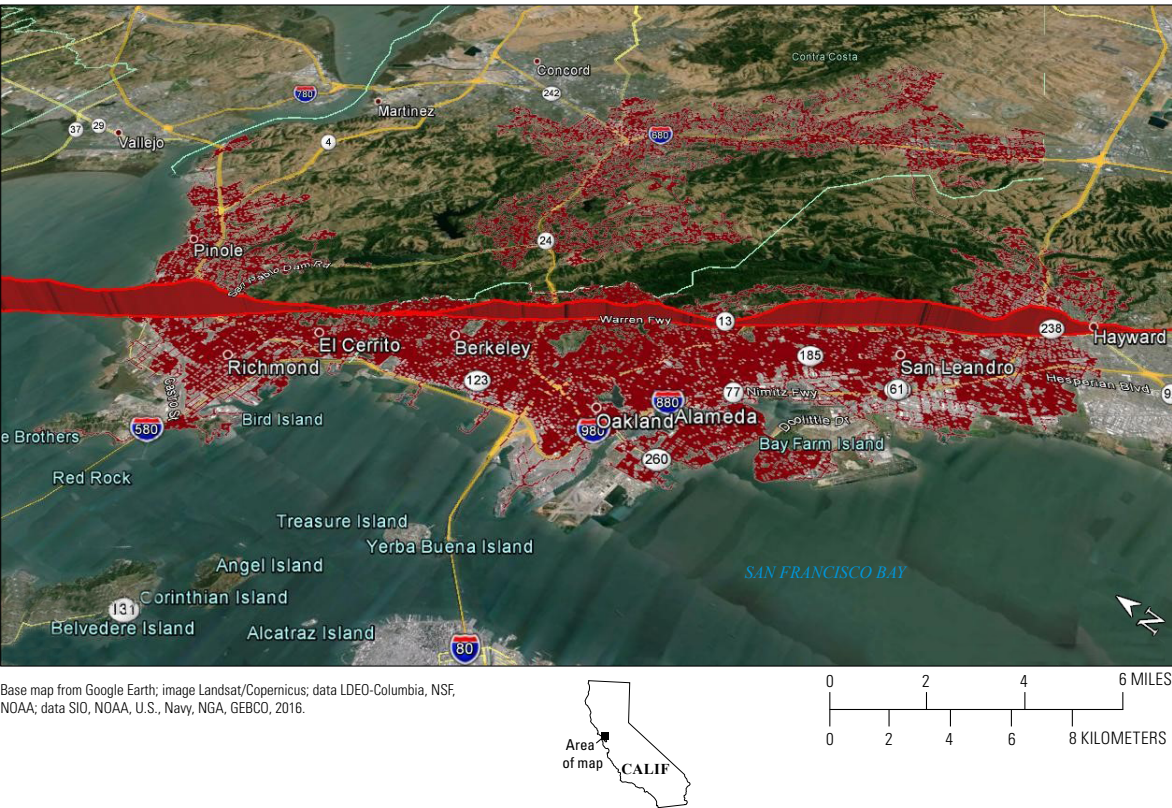 Contra Costa
Concord
780
242
Martinez
37
29
Vallejo
4
680
24
Pinole
San Pablo Dam Rd
Warren Fwy
13
238
Hayward
El Cerrito
Berkeley
185
Richmond
San Leandro
123
Castro St
77
Nimitz Fwy
61
Hesperian Blvd
9
880
Bird Island
580
980
Oakland
Alameda
Doolittle Dr
e Brothers
Bay Farm Island
260
Red Rock
Treasure Island
Yerba Buena Island
Angel Island
SAN FRANCISCO BAY
Corinthian Island
131
Belvedere Island
Alcatraz Island
80
N
Base map from Google Earth; image Landsat/Copernicus; data LDEO-Columbia, NSF,
NOAA; data SIO, NOAA, U.S., Navy, NGA, GEBCO, 2016.
Area
of map
CALIF
0 2 4 6 MILES
0 2 4 6 8 KILOMETERS